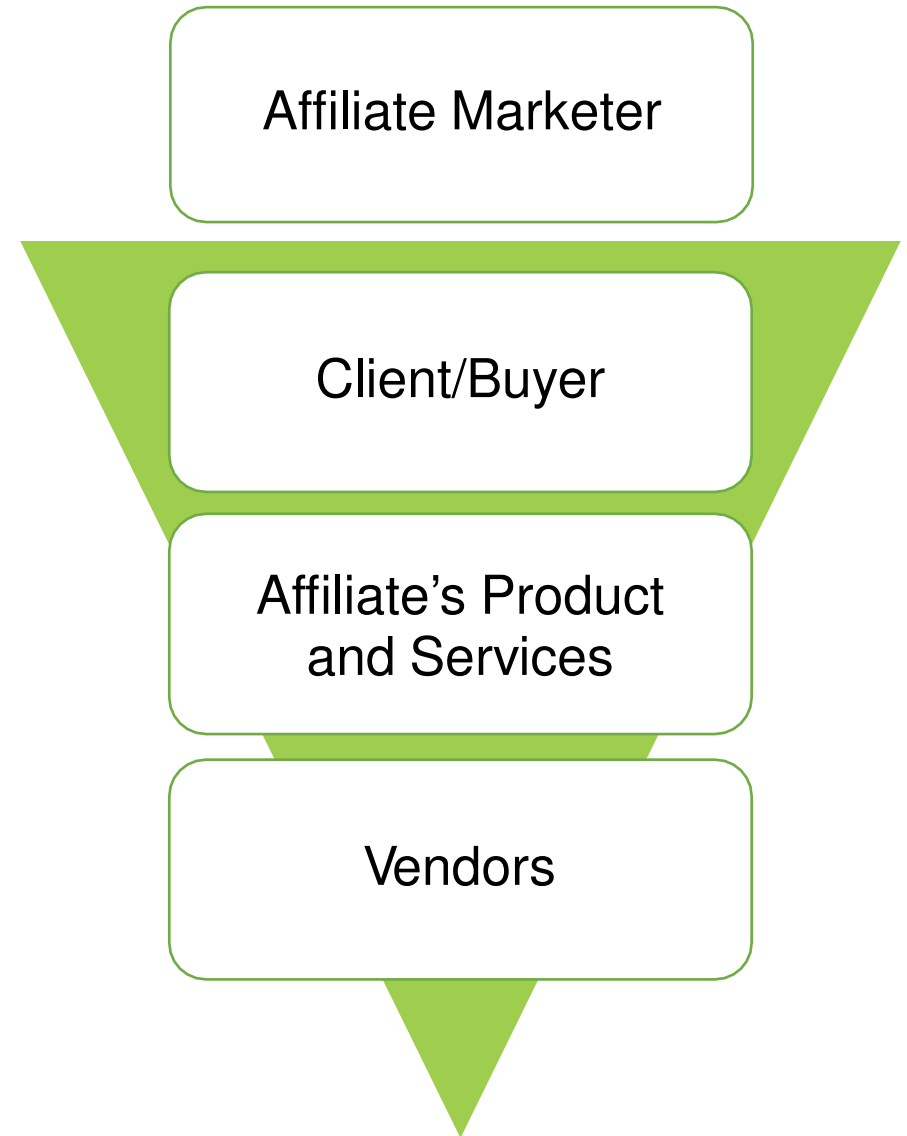 Affiliate Marketer
Client/Buyer
Affiliate’s Product
and Services
Vendors